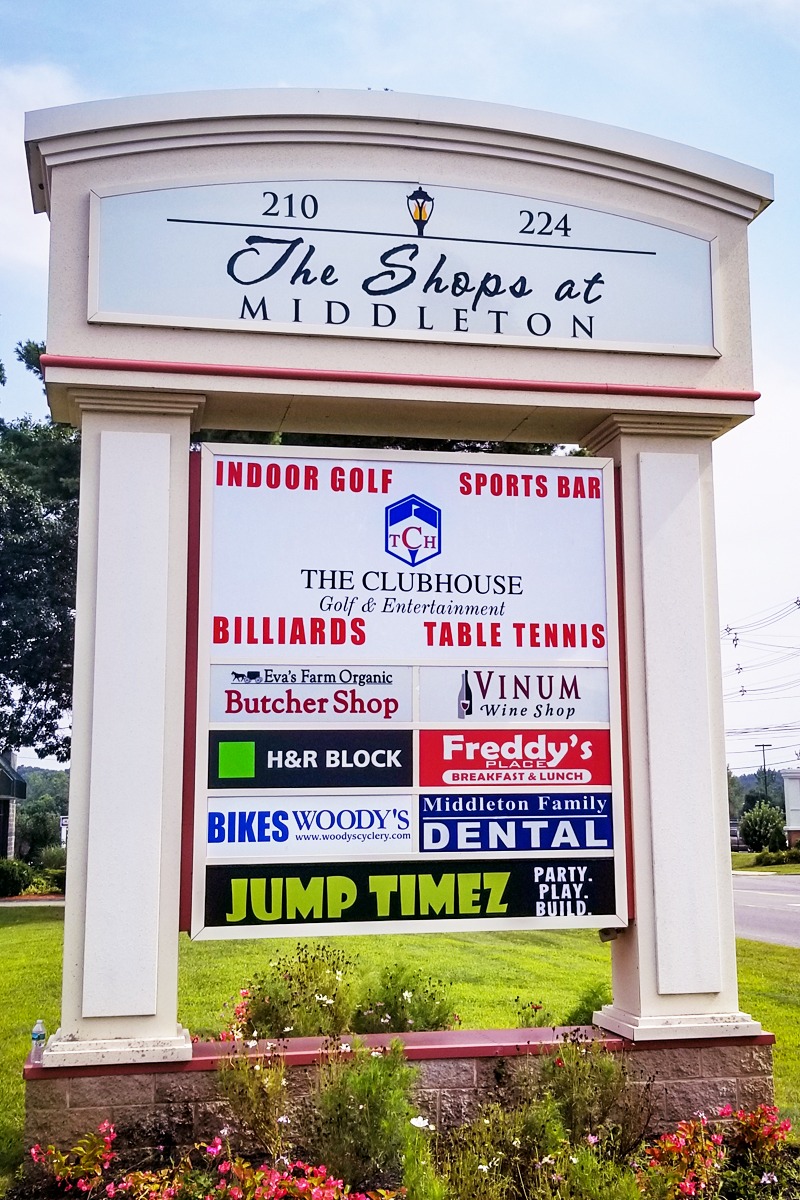 210 224
The Shops at
MIDDLETON
INDOOR GOLF SPORTS BAR
TCH
THE CLUBHOUSE
Golf & Entertainment
BILLIARDS TABLE TENNIS
Eva's Farm Organic
Butcher Shop
VINUM
Wine Shop
H&R BLOCK
Freddy's
PLACE
BREAKFAST & LUNCH
BIKES WOODY'S
www.woodyscyclery.com
Middleton Family
DENTAL
JUMP TIMEZ
PARTY.
PLAY.
BUILD.